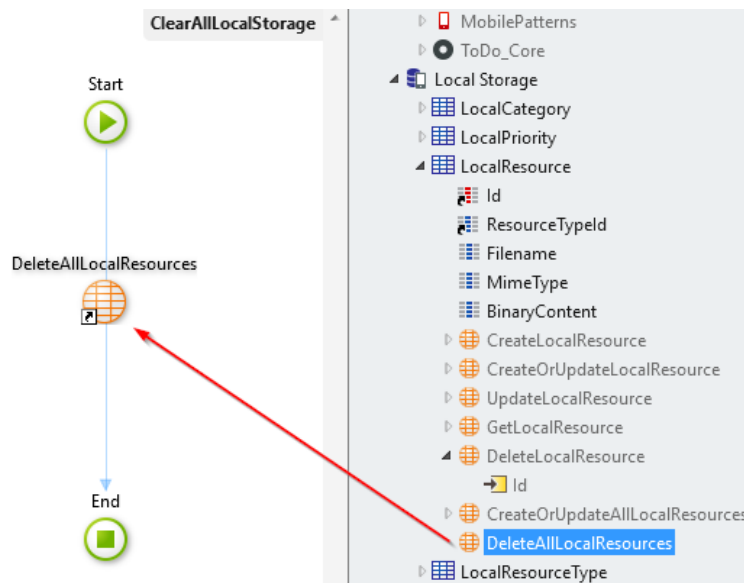 ClearAllLocalStorage
Start
DeleteAllLocalResources
End
MobilePatterns
ToDo_Core
Local Storage
LocalCategory
LocalPriority
LocalResource
Id
ResourceTypeId
Filename
MimeType
BinaryContent
CreateLocalResource
CreateOrUpdateLocalResource
UpdateLocalResource
GetLocalResource
DeleteLocalResource
Id
CreateOrUpdateAllLocalResources
DeleteAllLocalResources
LocalResourceType